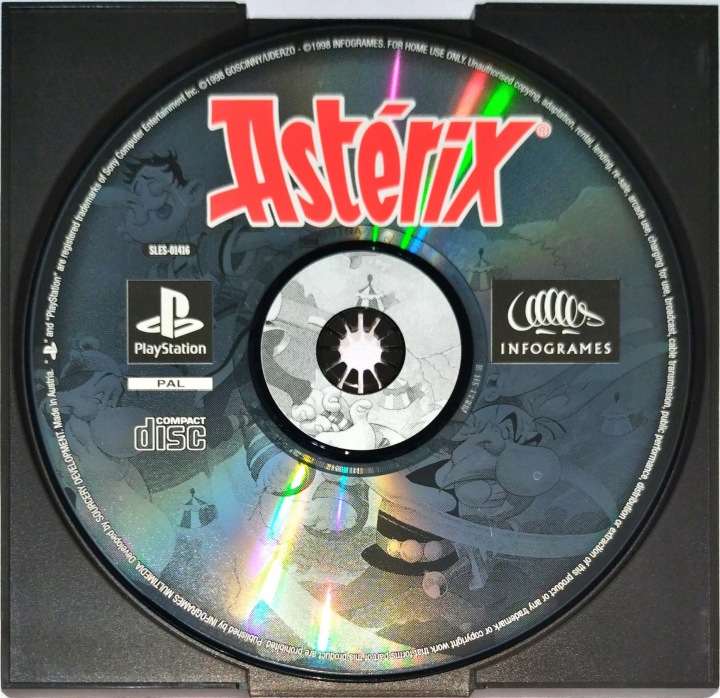 Astérix®
SLES-01416
PlayStation
PAL
COMPACT
disc
INFOGRAMES
"PS" and "PlayStation" are registered trademarks of Sony Computer Entertainment Inc. ©1998 GOSCINNY/UDERZO - ©1998 INFOGRAMES. FOR HOME USE ONLY. Unauthorised copying, adaptation, rental, lending, re-sale, arcade use, charging for use, broadcast, cable transmission, public performance, distribution or extraction of this product or any trademark or copyright work that forms part of this product are prohibited. Published by INFOGRAMES MULTIMEDIA. Developed by SOURCERY DEVELOPMENT. Made in Austria.